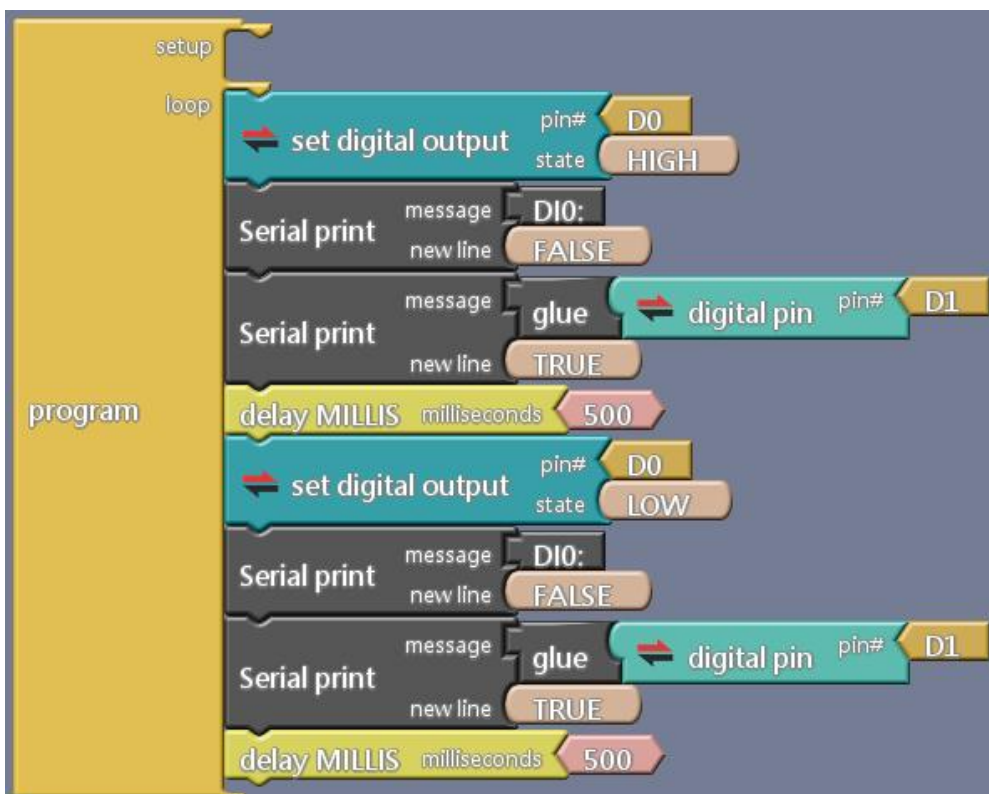 setup
loop
program
set digital output pin# D0
state HIGH
Serial print message DI0:
new line FALSE
Serial print message glue digital pin pin# D1
new line TRUE
delay MILLIS milliseconds 500
set digital output pin# D0
state LOW
Serial print message DI0:
new line FALSE
Serial print message glue digital pin pin# D1
new line TRUE
delay MILLIS milliseconds 500